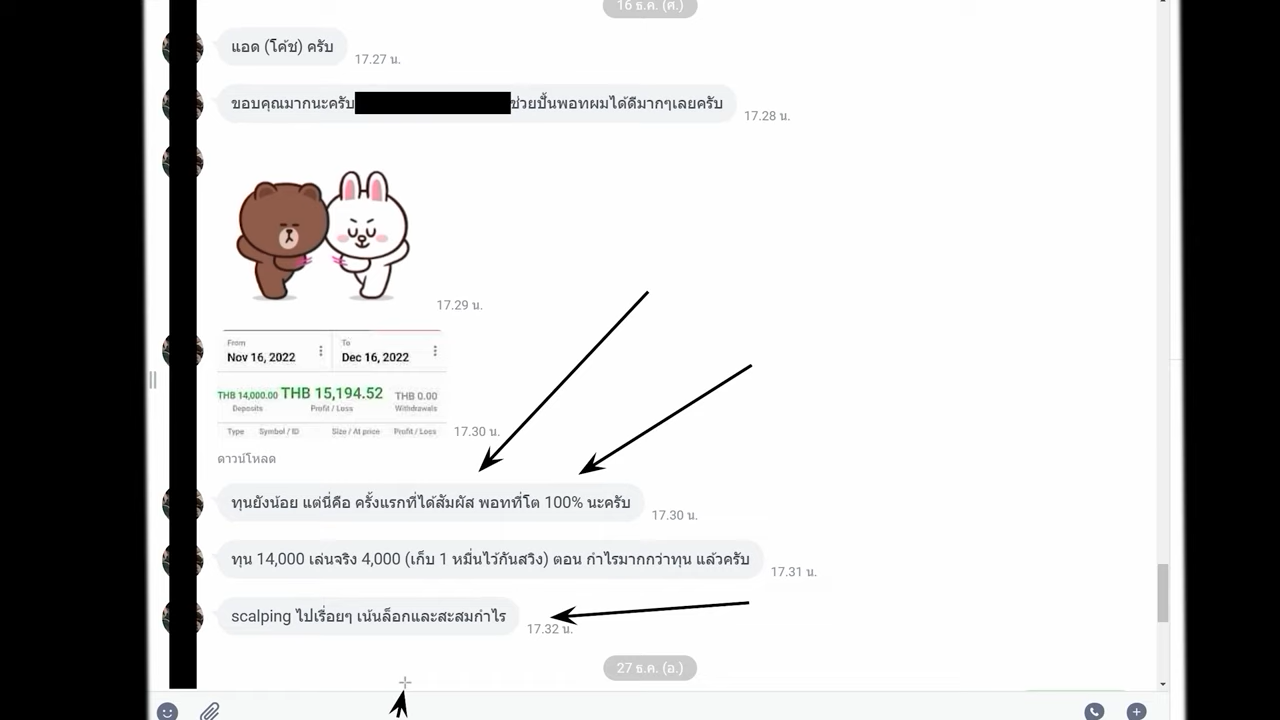 16 ธ.ค. (ศ.)
แอด (โค้ช) ครับ
17.27 น.
ขอบคุณมากนะครับ ช่วยปั้นพอทผมได้ดีมากๆเลยครับ
17.28 น.
17.29 น.
From
To
Nov 16, 2022
Dec 16, 2022
THB 14,000.00 THB 15,194.52 THB 0.00
Deposits Profit / Loss Withdrawals
Type Symbol / ID Size / At price Profit / Loss
17.30 น.
ดาวน์โหลด
ทุนยังน้อย แต่นี่คือ ครั้งแรกที่ได้สัมผัส พอทที่โต 100% นะครับ
17.30 น.
ทุน 14,000 เล่นจริง 4,000 (เก็บ 1 หมื่นไว้กันสวิง) ตอน กำไรมากกว่าทุน แล้วครับ
17.31 น.
scalping ไปเรื่อยๆ เน้นล็อกและสะสมกำไร
17.32 น.
27 ธ.ค. (อ.)